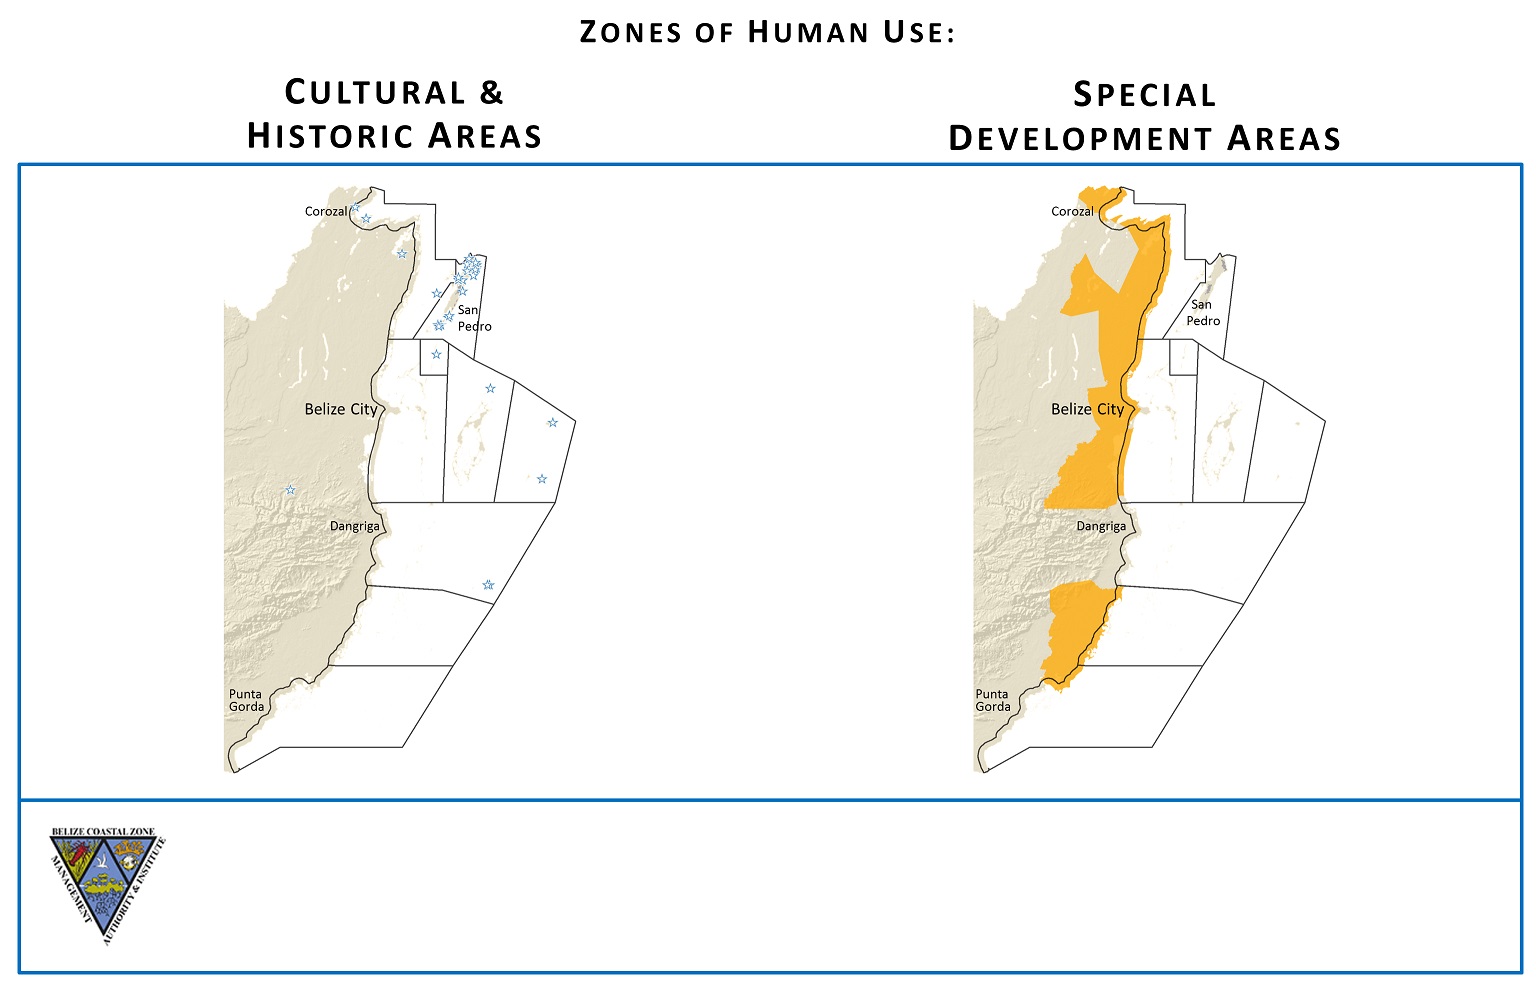 ZONES OF HUMAN USE:
CULTURAL &
HISTORIC AREAS
SPECIAL
DEVELOPMENT AREAS
Corozal
San
Pedro
Belize City
Dangriga
Punta
Gorda
Corozal
San
Pedro
Belize City
Dangriga
Punta
Gorda
BELIZE COASTAL ZONE
MANAGEMENT
AUTHORITY & INSTITUTE